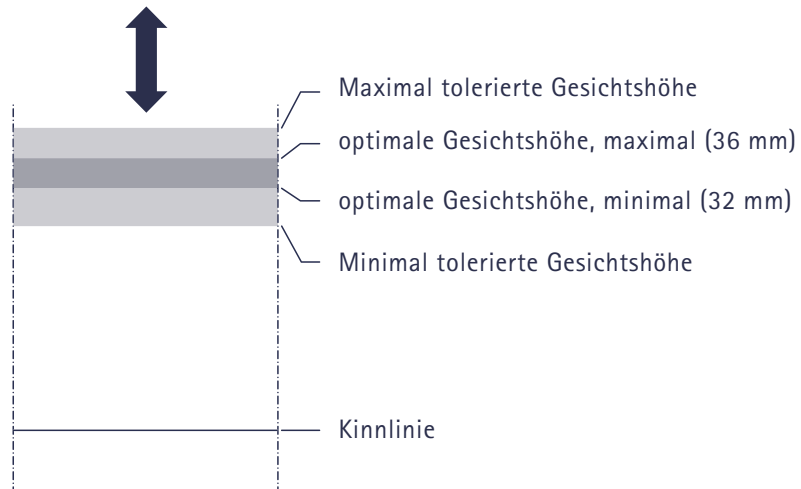 Maximal tolerierte Gesichtshöhe
optimale Gesichtshöhe, maximal (36 mm)
optimale Gesichtshöhe, minimal (32 mm)
Minimal tolerierte Gesichtshöhe
Kinnlinie